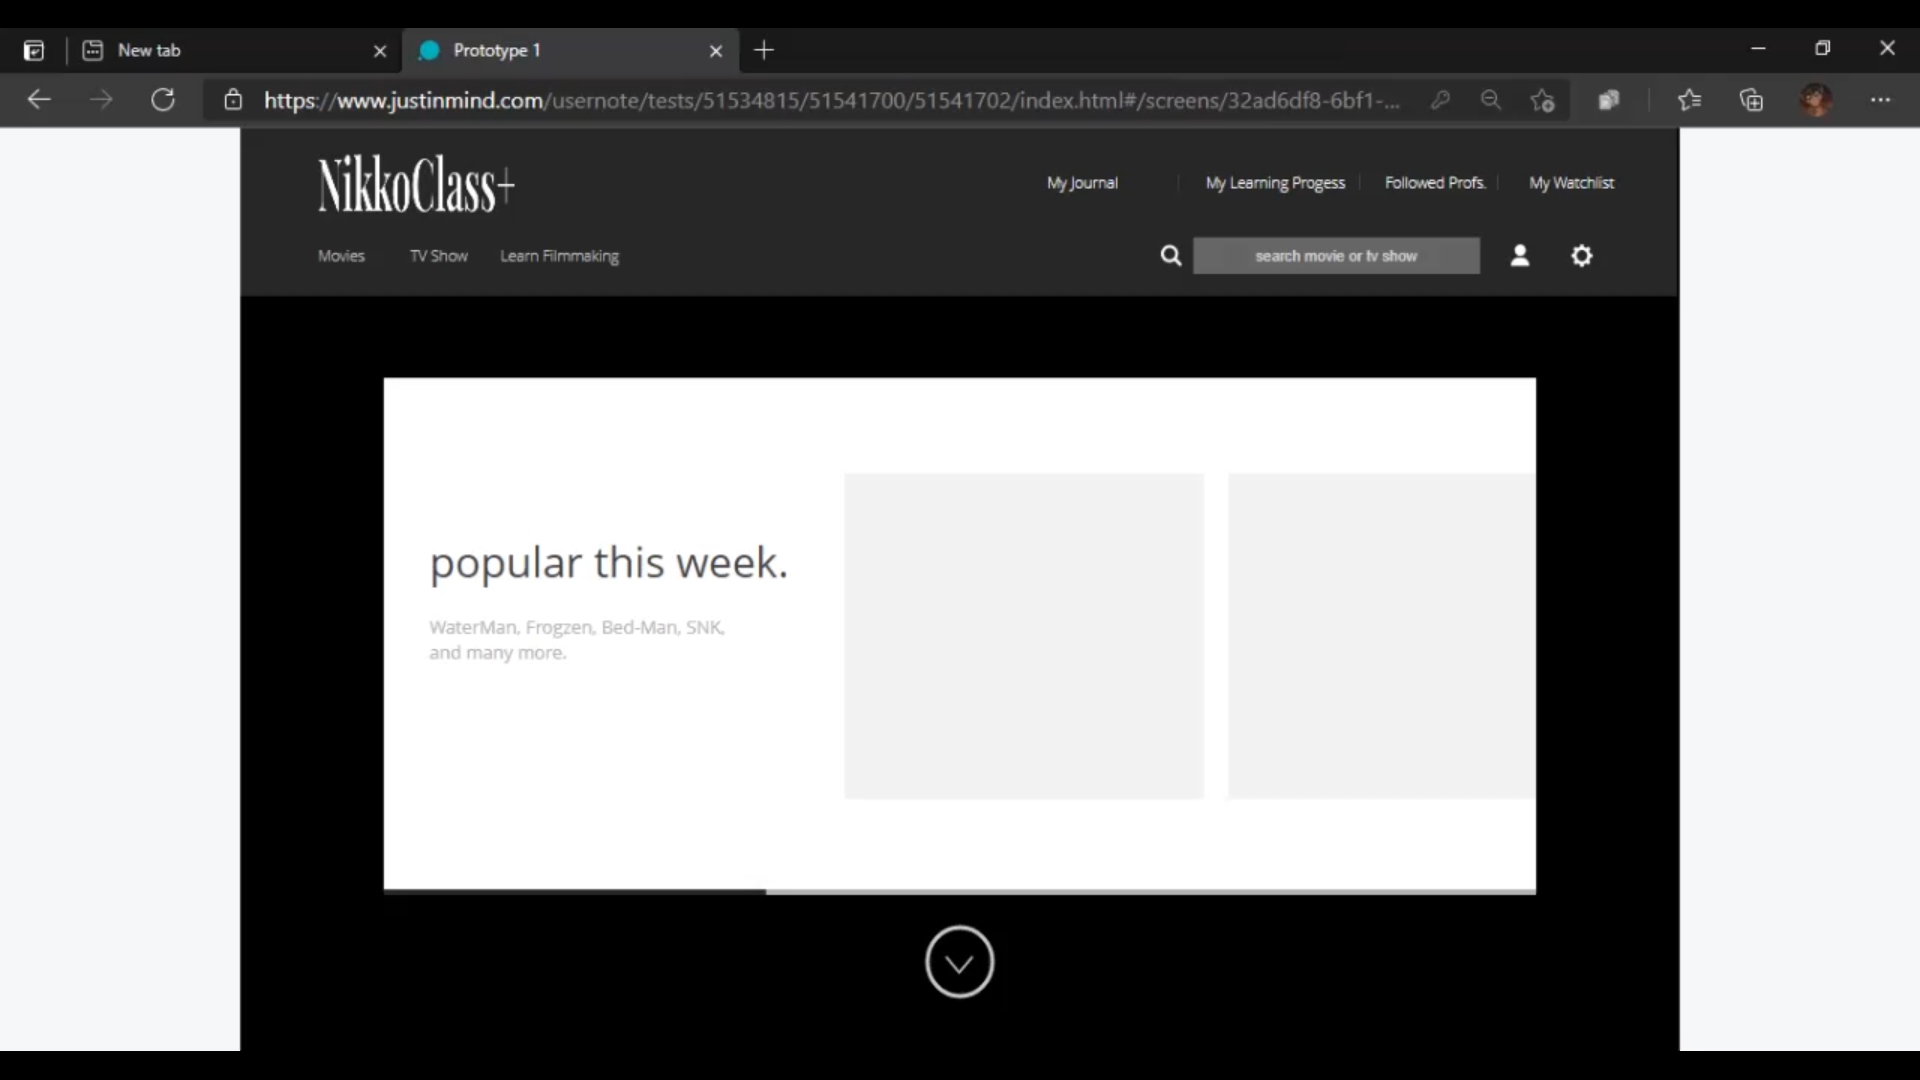 New tab
Prototype 1
https://www.justinmind.com/usernote/tests/51534815/51541700/51541702/index.html#/screens/32ad6df8-6bf1-...
NikkoClass+
My Journal
My Learning Progess
Followed Profs.
My Watchlist
Movies
TV Show
Learn Filmmaking
search movie or tv show
popular this week.
WaterMan, Frogzen, Bed-Man, SNK,
and many more.